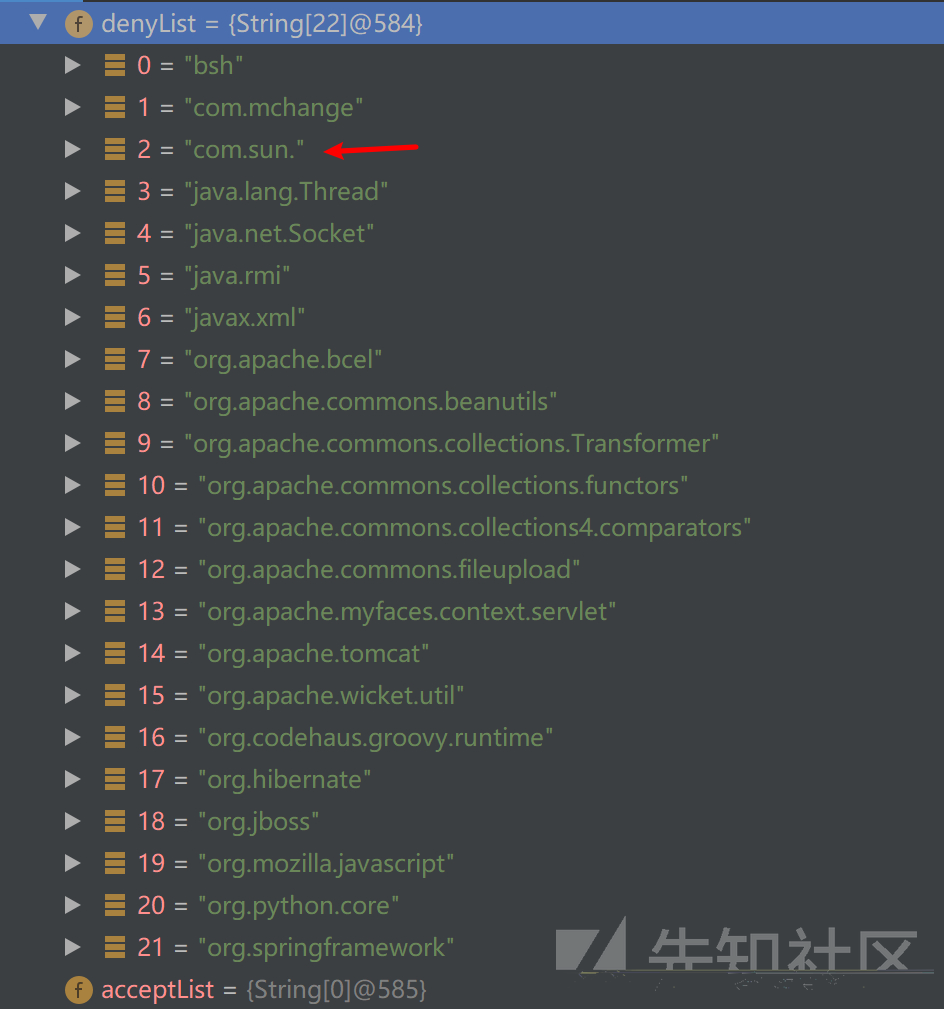 denyList = {String[22]@584}
0 = "bsh"
1 = "com.mchange"
2 = "com.sun."
3 = "java.lang.Thread"
4 = "java.net.Socket"
5 = "java.rmi"
6 = "javax.xml"
7 = "org.apache.bcel"
8 = "org.apache.commons.beanutils"
9 = "org.apache.commons.collections.Transformer"
10 = "org.apache.commons.collections.functors"
11 = "org.apache.commons.collections4.comparators"
12 = "org.apache.commons.fileupload"
13 = "org.apache.myfaces.context.servlet"
14 = "org.apache.tomcat"
15 = "org.apache.wicket.util"
16 = "org.codehaus.groovy.runtime"
17 = "org.hibernate"
18 = "org.jboss"
19 = "org.mozilla.javascript"
20 = "org.python.core"
21 = "org.springframework"
先知社区
acceptList = {String[0]@585}